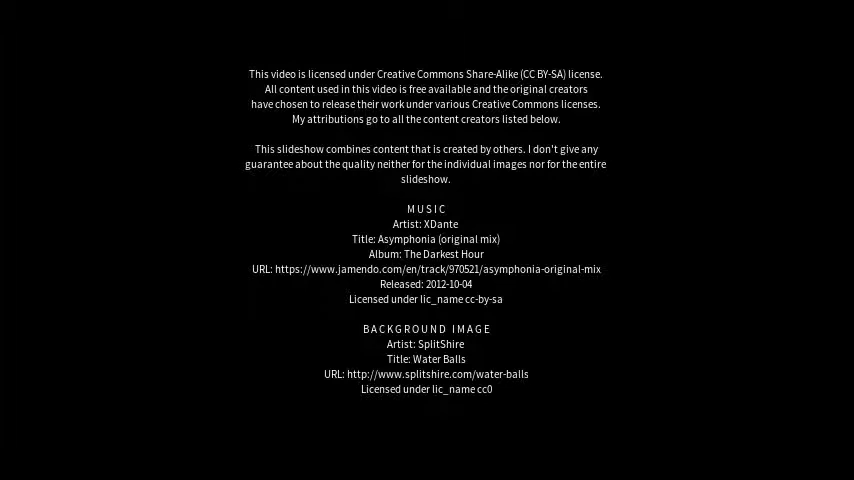 This video is licensed under Creative Commons Share-Alike (CC BY-SA) license.
All content used in this video is free available and the original creators
have chosen to release their work under various Creative Commons licenses.
My attributions go to all the content creators listed below.
This slideshow combines content that is created by others. I don't give any
guarantee about the quality neither for the individual images nor for the entire
slideshow.
MUSIC
Artist: XDante
Title: Asymphonia (original mix)
Album: The Darkest Hour
URL: https://www.jamendo.com/en/track/970521/asymphonia-original-mix
Released: 2012-10-04
Licensed under lic_name cc-by-sa
BACKGROUND IMAGE
Artist: SplitShire
Title: Water Balls
URL: http://www.splitshire.com/water-balls
Licensed under lic_name cc0